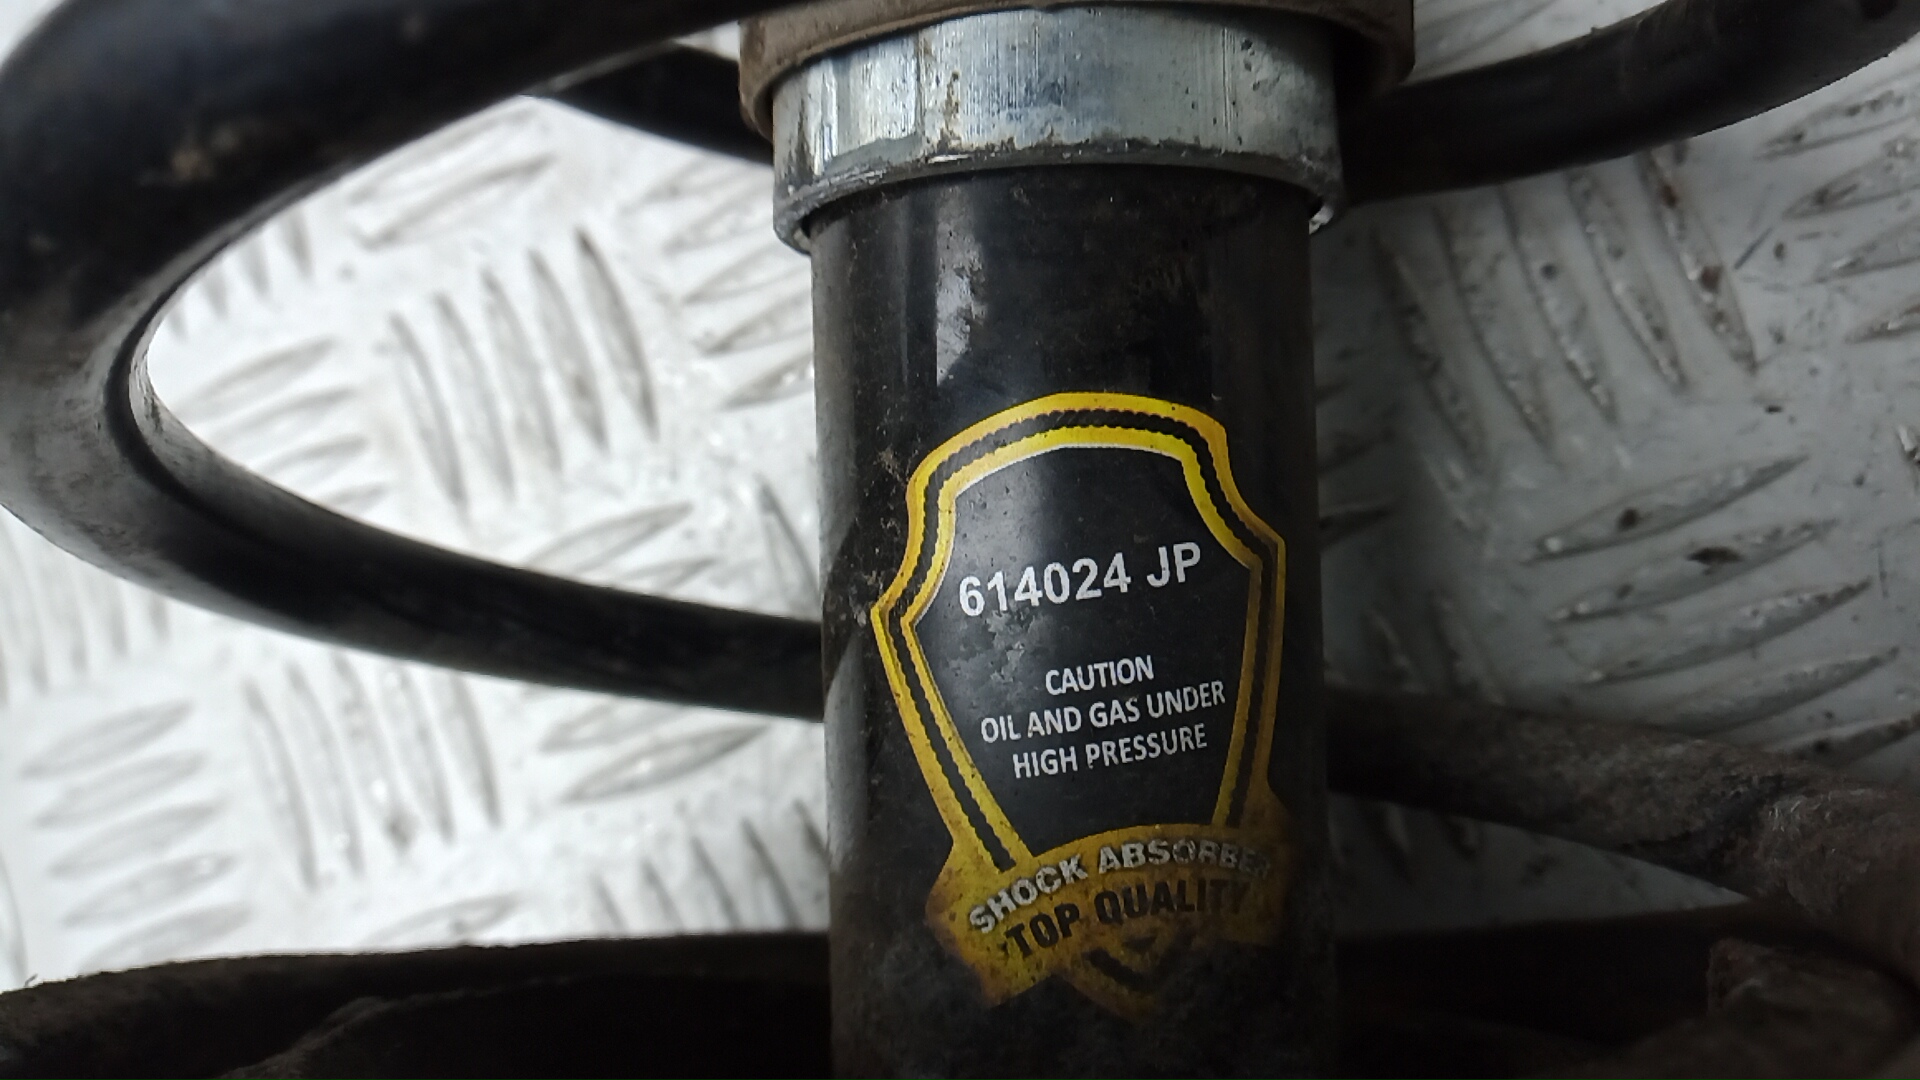 614024 JP
CAUTION
OIL AND GAS UNDER
HIGH PRESSURE
SHOCK ABSORBER
TOP QUALITY